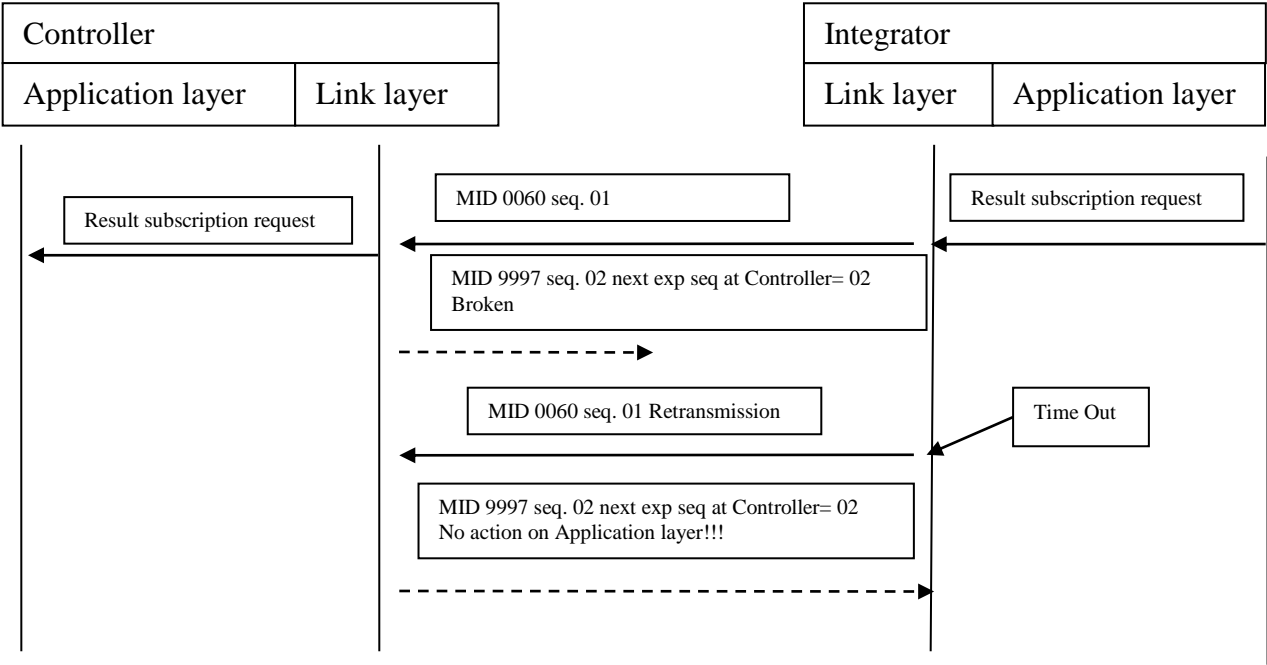 Controller
Integrator
Application layer
Link layer
Link layer
Application layer
MID 0060 seq. 01
Result subscription request
Result subscription request
MID 9997 seq. 02 next exp seq at Controller= 02
Broken
MID 0060 seq. 01 Retransmission
Time Out
MID 9997 seq. 02 next exp seq at Controller= 02
No action on Application layer!!!